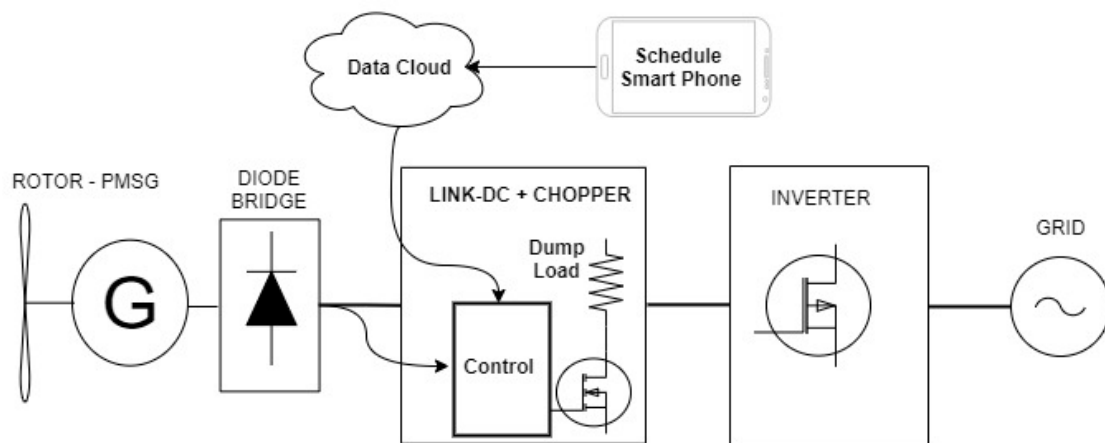 Schedule
Smart Phone
Data Cloud
ROTOR - PMSG
DIODE
BRIDGE
LINK-DC + CHOPPER
INVERTER
GRID
Dump
Load
G
Control